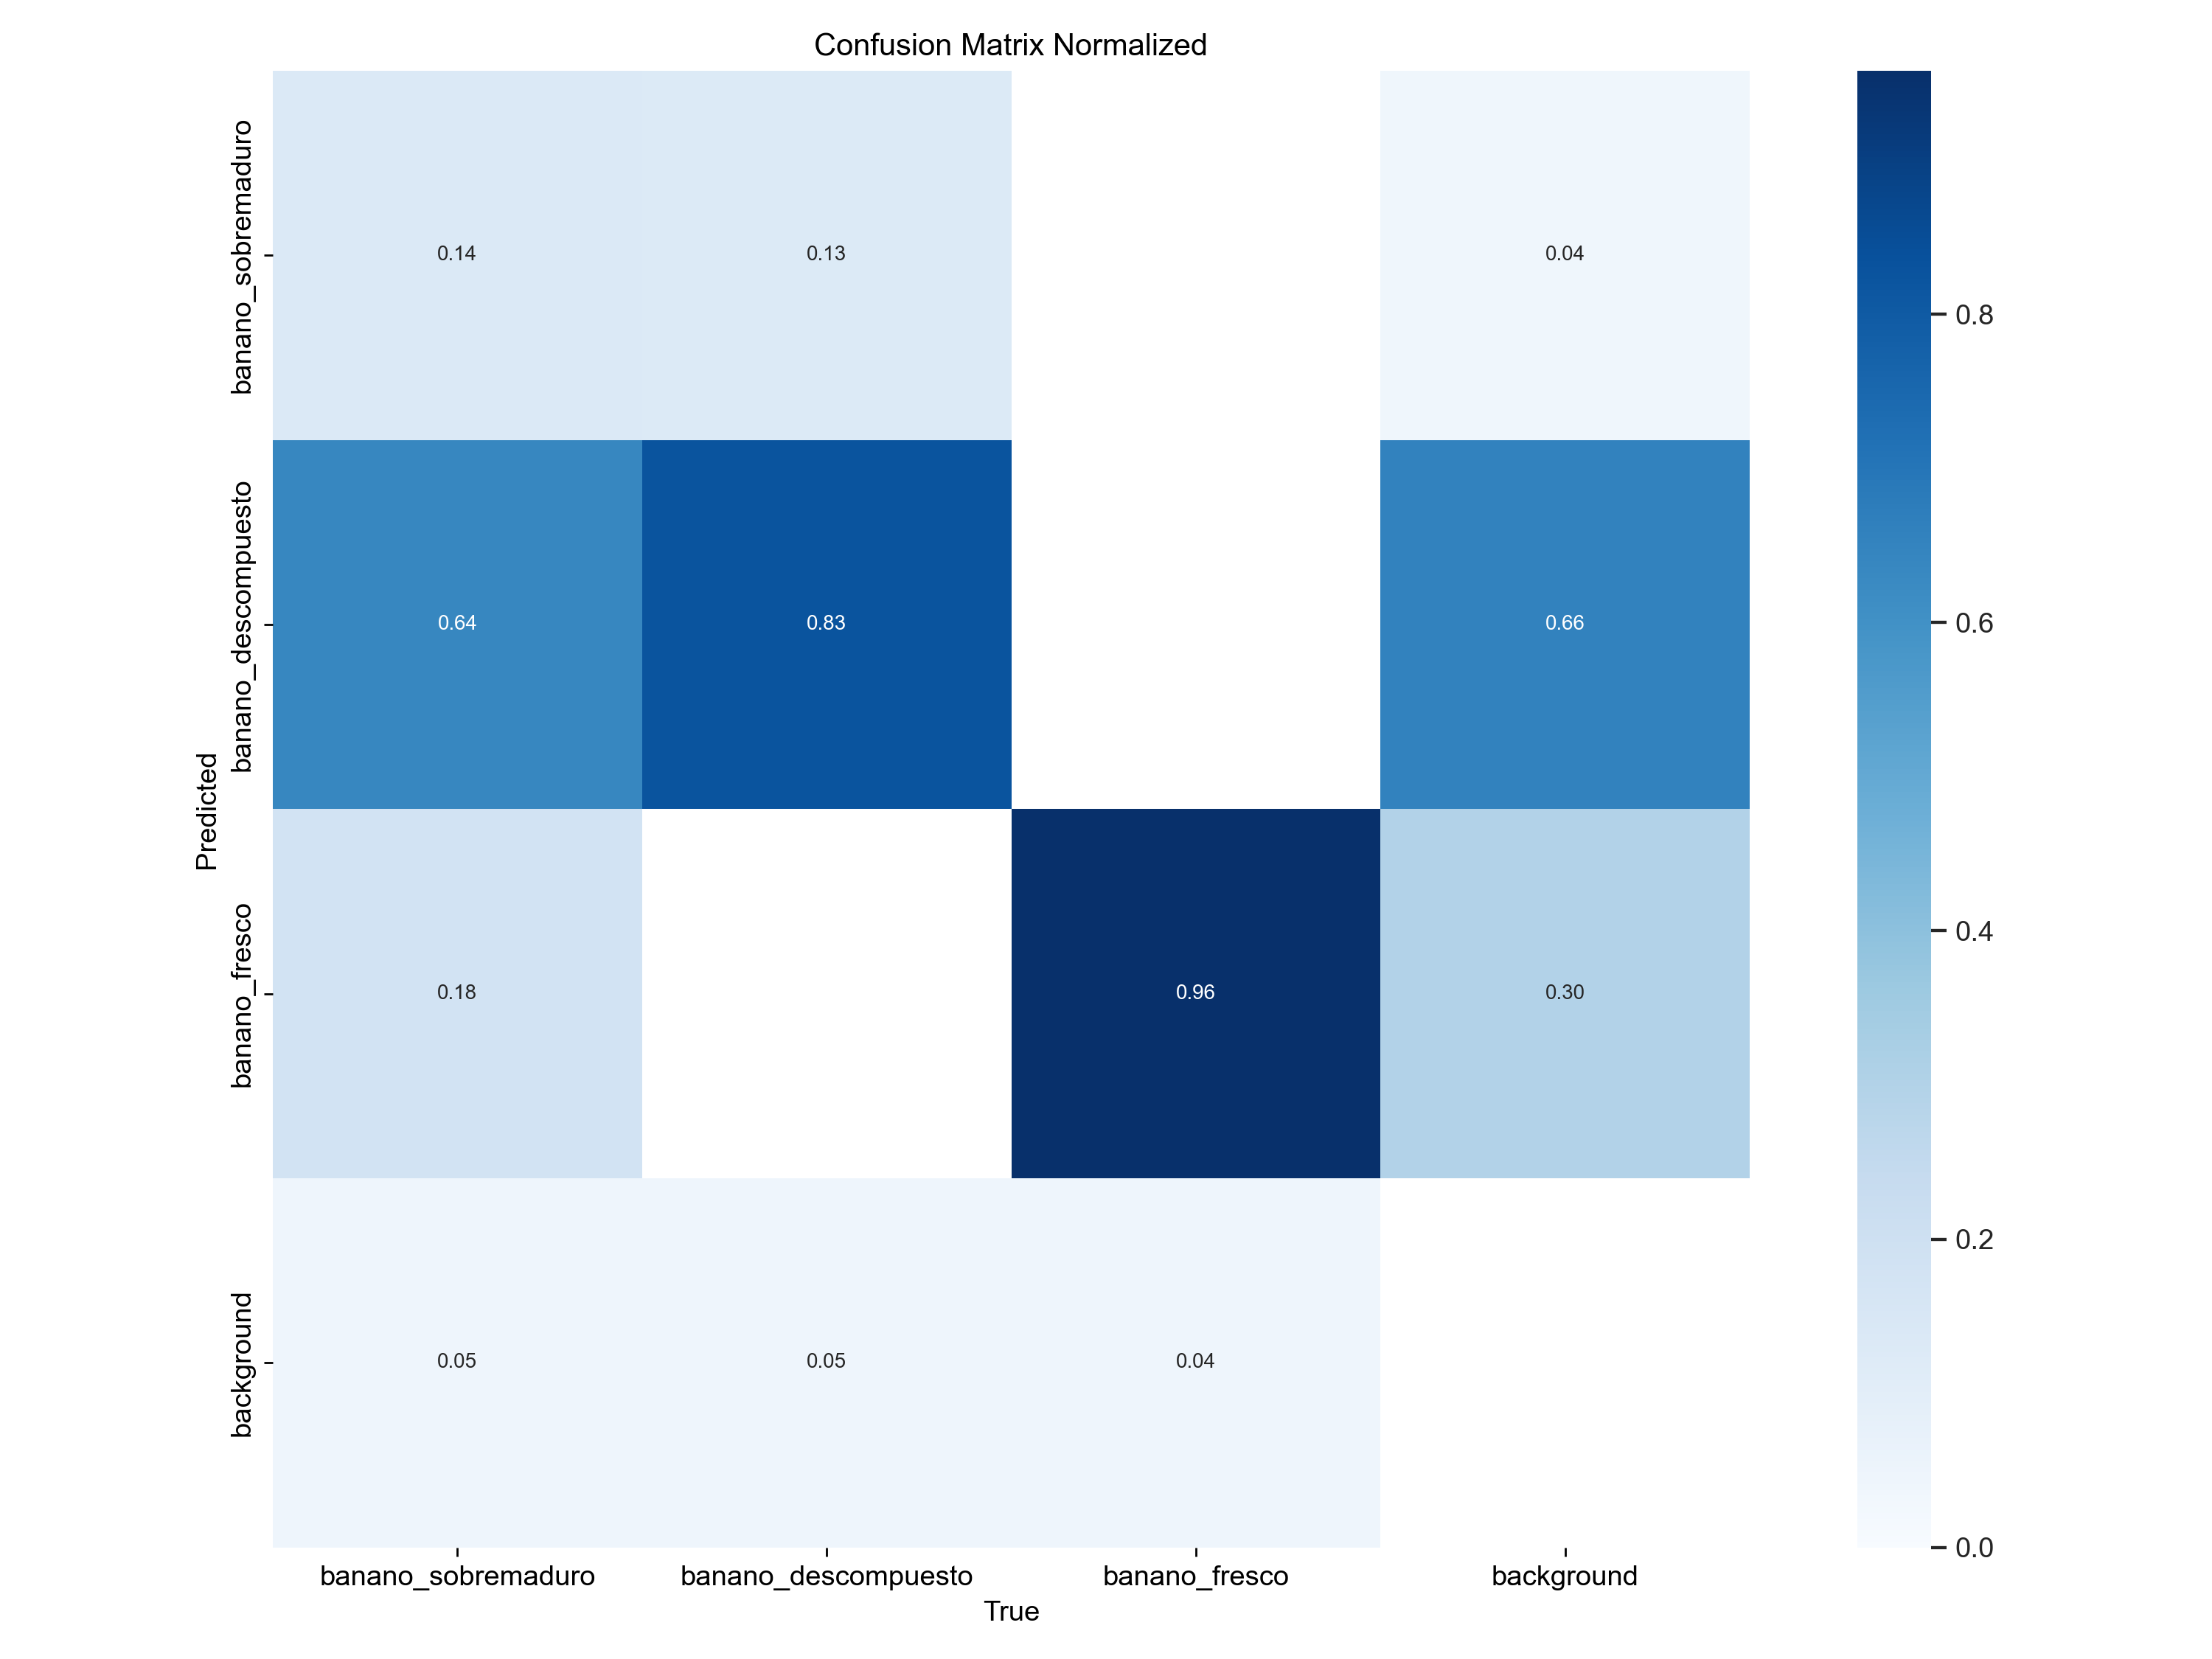 Confusion Matrix Normalized
Predicted
banano_sobremaduro
0.14 0.13 0.04
banano_descompuesto
0.64 0.83 0.66
banano_fresco
0.18 0.96 0.30
background
0.05 0.05 0.04
banano_sobremaduro banano_descompuesto banano_fresco background
True
0.8
0.6
0.4
0.2
0.0